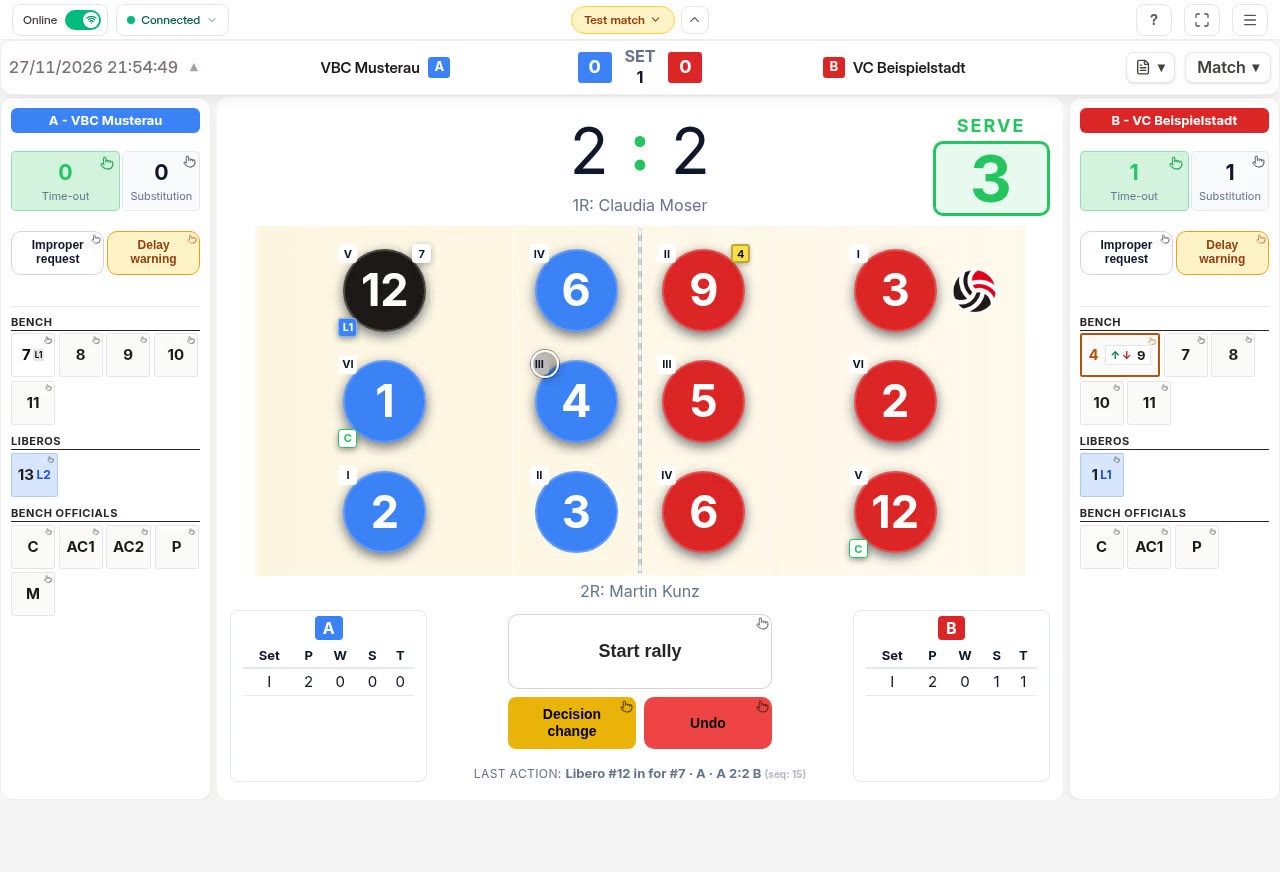 Online
Connected
Test match
?
27/11/2026 21:54:49 ▲
VBC Musterau A
0 SET 0
1
B VC Beispielstadt
Match ▾
A - VBC Musterau
0
Time-out
0
Substitution
Improper
request
Delay
warning
BENCH
7 L1 8 9 10
11
LIBEROS
13 L2
BENCH OFFICIALS
C AC1 AC2 P
M
2 : 2
1R: Claudia Moser
SERVE
3
V 12 7 L1
IV 6
II 9 4
I 3
VI 1 C
III 4
III 5
VI 2
I 2
II 3
IV 6
V 12 C
2R: Martin Kunz
A
Set P W S T
I 2 0 0 0
Start rally
Decision
change
Undo
LAST ACTION: Libero #12 in for #7 · A · A 2:2 B (seq: 15)
B
Set P W S T
I 2 0 1 1
B - VC Beispielstadt
1
Time-out
1
Substitution
Improper
request
Delay
warning
BENCH
4 ↑↓ 9 7 8
10 11
LIBEROS
1 L1
BENCH OFFICIALS
C AC1 P